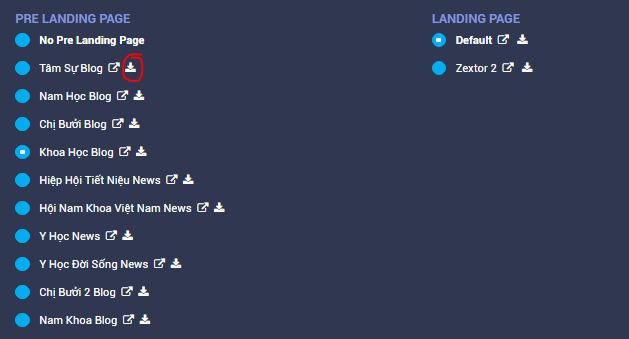 PRE LANDING PAGE
No Pre Landing Page
Tâm Sự Blog
Nam Học Blog
Chị Bưởi Blog
Khoa Học Blog
Hiệp Hội Tiết Niệu News
Hội Nam Khoa Việt Nam News
Y Học News
Y Học Đời Sống News
Chị Bưởi 2 Blog
Nam Khoa Blog
LANDING PAGE
Default
Zextor 2